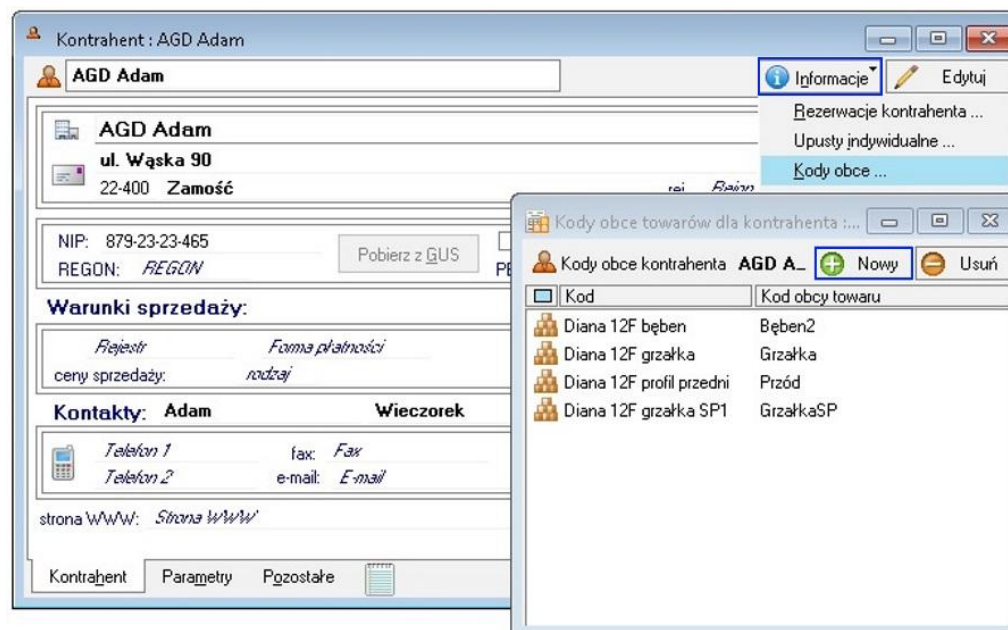 Kontrahent : AGD Adam
AGD Adam
Informacje
Edytuj
Rezerwacje kontrahenta ...
Upusty indywidualne ...
Kody obce ...
AGD Adam
ul. Wąska 90
22-400 Zamość
rej Rejon
NIP: 879-23-23-465
REGON: REGON
Pobierz z GUS
PE
Warunki sprzedaży:
Rejestr Forma płatności
ceny sprzedaży: rodzaj
Kontakty: Adam Wieczorek
Telefon 1 fax: Fax
Telefon 2 e-mail: E-mail
strona WWW: Strona WWW
Kontrahent Parametry Pozostałe
Kody obce towarów dla kontrahenta :...
Kody obce kontrahenta AGD A... Nowy Usuń
Kod Kod obcy towaru
Diana 12F bęben Bęben2
Diana 12F grzałka Grzałka
Diana 12F profil przedni Przód
Diana 12F grzałka SP1 GrzałkaSP